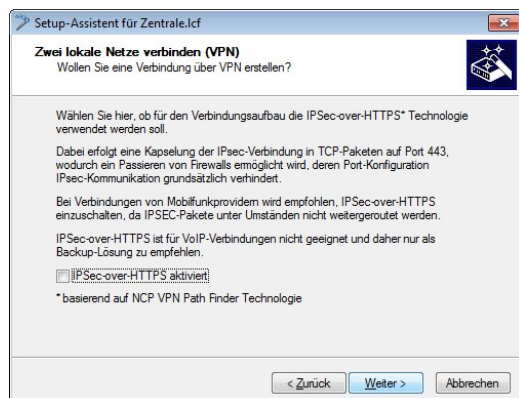 Setup-Assistent für Zentrale.lcf
Zwei lokale Netze verbinden (VPN)
Wollen Sie eine Verbindung über VPN erstellen?
Wählen Sie hier, ob für den Verbindungsaufbau die IPSec-over-HTTPS* Technologie
verwendet werden soll.
Dabei erfolgt eine Kapselung der IPsec-Verbindung in TCP-Paketen auf Port 443,
wodurch ein Passieren von Firewalls ermöglicht wird, deren Port-Konfiguration
IPsec-Kommunikation grundsätzlich verhindert.
Bei Verbindungen von Mobilfunkprovidern wird empfohlen, IPSec-over-HTTPS
einzuschalten, da IPSEC-Pakete unter Umständen nicht weitergeroutet werden.
IPSec-over-HTTPS ist für VoIP-Verbindungen nicht geeignet und daher nur als
Backup-Lösung zu empfehlen.
IPSec-over-HTTPS aktiviert
* basierend auf NCP VPN Path Finder Technologie
< Zurück Weiter > Abbrechen